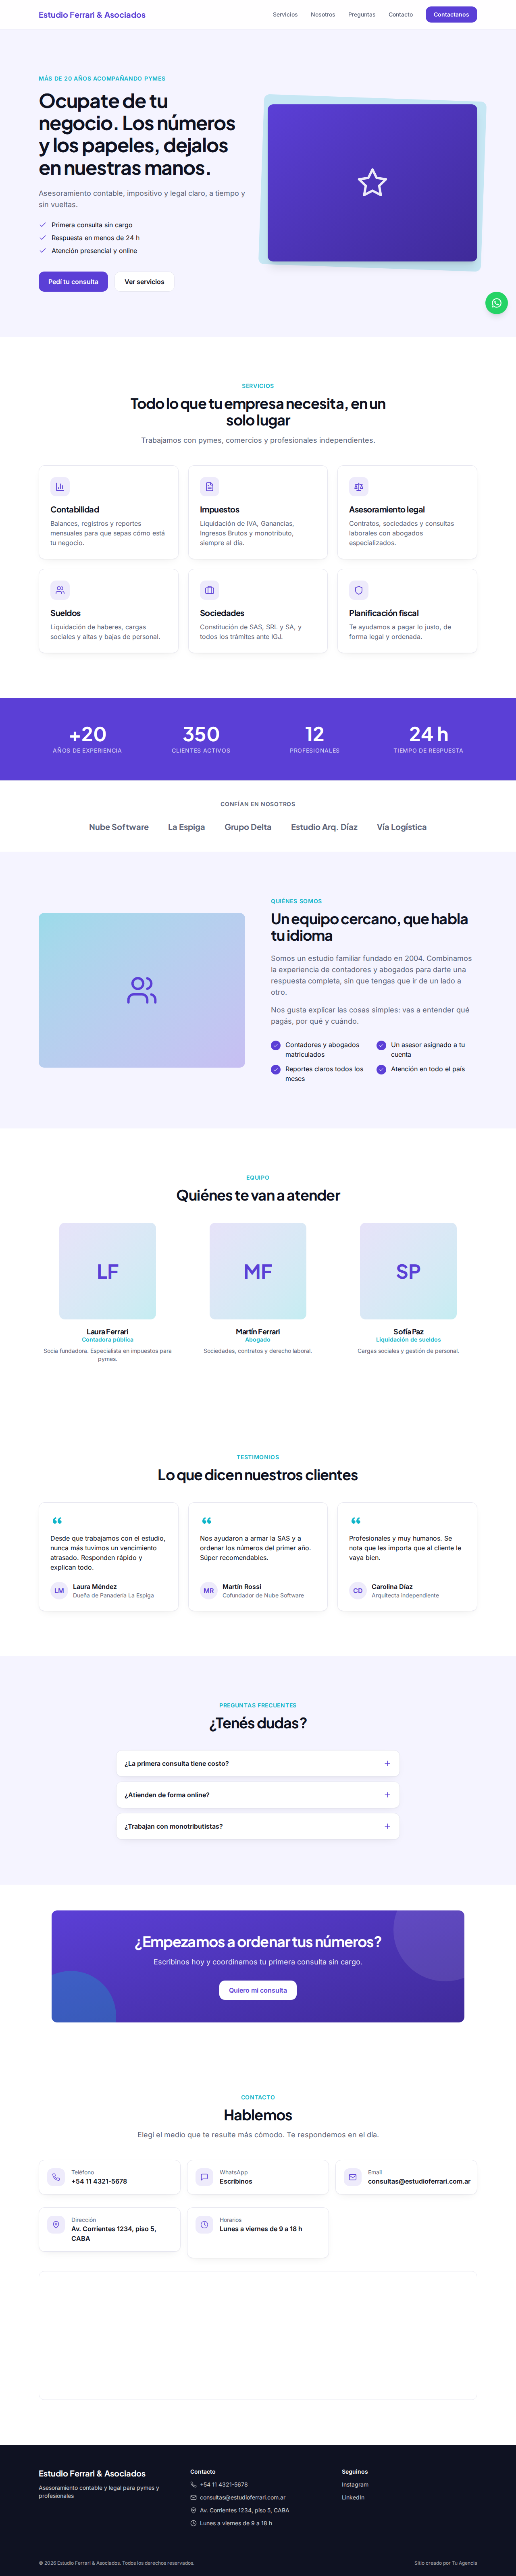 Estudio Ferrari & Asociados
Servicios
Nosotros
Preguntas
Contacto
Contactanos
MÁS DE 20 AÑOS ACOMPAÑANDO PYMES
Ocupate de tu
negocio. Los números
y los papeles, dejalos
en nuestras manos.
Asesoramiento contable, impositivo y legal claro, a tiempo y
sin vueltas.
Primera consulta sin cargo
Respuesta en menos de 24 h
Atención presencial y online
Pedí tu consulta
Ver servicios
SERVICIOS
Todo lo que tu empresa necesita, en un
solo lugar
Trabajamos con pymes, comercios y profesionales independientes.
Contabilidad
Balances, registros y reportes
mensuales para que sepas cómo está
tu negocio.
Impuestos
Liquidación de IVA, Ganancias,
Ingresos Brutos y monotributo,
siempre al día.
Asesoramiento legal
Contratos, sociedades y consultas
laborales con abogados
especializados.
Sueldos
Liquidación de haberes, cargas
sociales y altas y bajas de personal.
Sociedades
Constitución de SAS, SRL y SA, y
todos los trámites ante IGJ.
Planificación fiscal
Te ayudamos a pagar lo justo, de
forma legal y ordenada.
+20
AÑOS DE EXPERIENCIA
350
CLIENTES ACTIVOS
12
PROFESIONALES
24 h
TIEMPO DE RESPUESTA
CONFÍAN EN NOSOTROS
Nube Software
La Espiga
Grupo Delta
Estudio Arq. Díaz
Vía Logística
QUIÉNES SOMOS
Un equipo cercano, que habla
tu idioma
Somos un estudio familiar fundado en 2004. Combinamos
la experiencia de contadores y abogados para darte una
respuesta completa, sin que tengas que ir de un lado a
otro.
Nos gusta explicar las cosas simples: vas a entender qué
pagás, por qué y cuándo.
Contadores y abogados
matriculados
Un asesor asignado a tu
cuenta
Reportes claros todos los
meses
Atención en todo el país
EQUIPO
Quiénes te van a atender
LF
Laura Ferrari
Contadora pública
Socia fundadora. Especialista en impuestos para
pymes.
MF
Martín Ferrari
Abogado
Sociedades, contratos y derecho laboral.
SP
Sofía Paz
Liquidación de sueldos
Cargas sociales y gestión de personal.
TESTIMONIOS
Lo que dicen nuestros clientes
Desde que trabajamos con el estudio,
nunca más tuvimos un vencimiento
atrasado. Responden rápido y
explican todo.
LM
Laura Méndez
Dueña de Panadería La Espiga
Nos ayudaron a armar la SAS y a
ordenar los números del primer año.
Súper recomendables.
MR
Martín Rossi
Cofundador de Nube Software
Profesionales y muy humanos. Se
nota que les importa que al cliente le
vaya bien.
CD
Carolina Díaz
Arquitecta independiente
PREGUNTAS FRECUENTES
¿Tenés dudas?
¿La primera consulta tiene costo?
¿Atienden de forma online?
¿Trabajan con monotributistas?
¿Empezamos a ordenar tus números?
Escribinos hoy y coordinamos tu primera consulta sin cargo.
Quiero mi consulta
CONTACTO
Hablemos
Elegí el medio que te resulte más cómodo. Te respondemos en el día.
Teléfono
+54 11 4321-5678
WhatsApp
Escribinos
Email
consultas@estudioferrari.com.ar
Dirección
Av. Corrientes 1234, piso 5,
CABA
Horarios
Lunes a viernes de 9 a 18 h
Estudio Ferrari & Asociados
Asesoramiento contable y legal para pymes y
profesionales
Contacto
+54 11 4321-5678
consultas@estudioferrari.com.ar
Av. Corrientes 1234, piso 5, CABA
Lunes a viernes de 9 a 18 h
Seguinos
Instagram
LinkedIn
© 2026 Estudio Ferrari & Asociados. Todos los derechos reservados.
Sitio creado por Tu Agencia